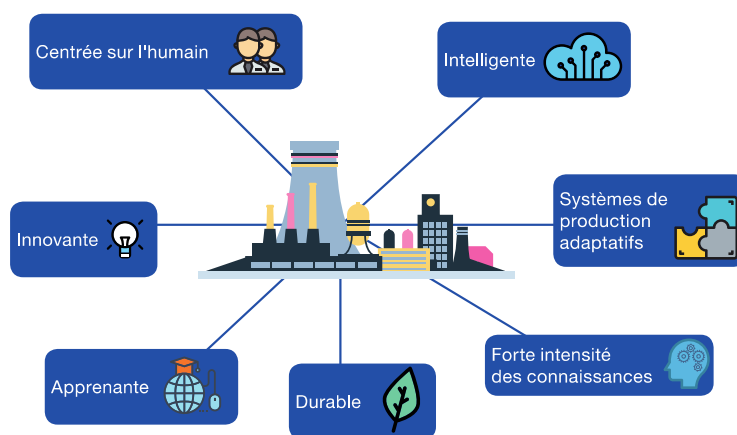 Centrée sur l'humain
Intelligente
Innovante
Systèmes de
production
adaptatifs
Apprenante
Durable
Forte intensité
des connaissances